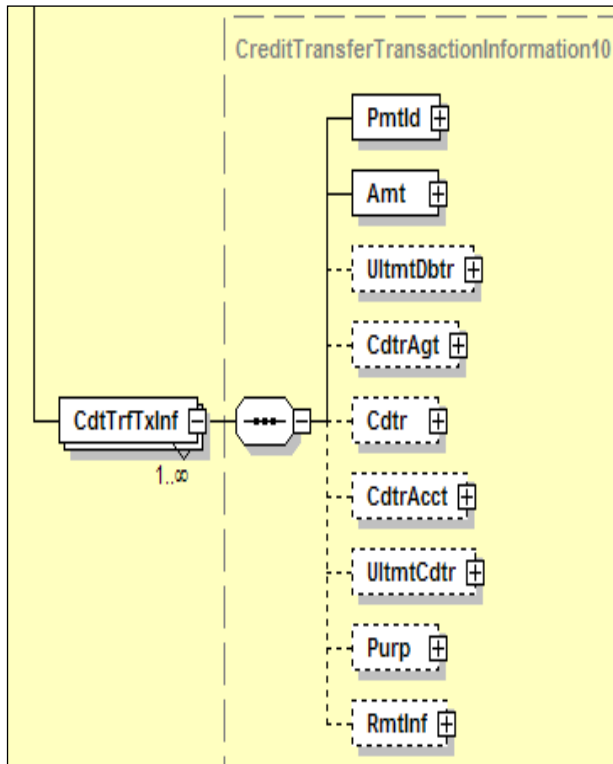 CreditTransferTransactionInformation10
PmtId
Amt
UltmtDbtr
CdtrAgt
Cdtr
CdtTrfTxInf
1..∞
CdtrAcct
UltmtCdtr
Purp
RmtInf